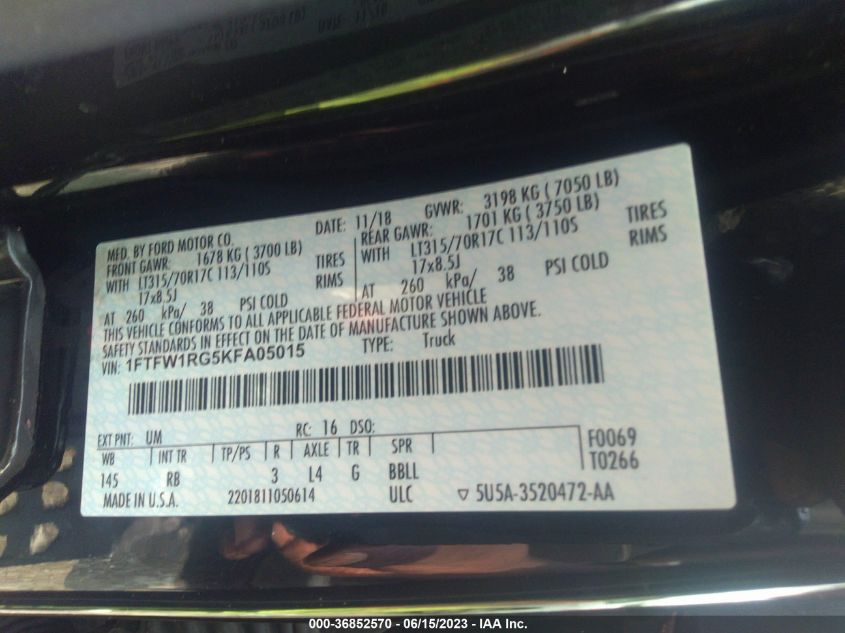 MFD. BY FORD MOTOR CO. DATE: 11/18 GVWR: 3198 KG ( 7050 LB)
FRONT GAWR: 1678 KG ( 3700 LB) REAR GAWR: 1701 KG ( 3750 LB)
WITH LT315/70R17C 113/110S TIRES WITH LT315/70R17C 113/110S TIRES
17x8.5J RIMS 17x8.5J RIMS
AT 260 kPa/ 38 PSI COLD AT 260 kPa/ 38 PSI COLD
THIS VEHICLE CONFORMS TO ALL APPLICABLE FEDERAL MOTOR VEHICLE
SAFETY STANDARDS IN EFFECT ON THE DATE OF MANUFACTURE SHOWN ABOVE.
VIN: 1FTFW1RG5KFA05015 TYPE: Truck
EXT PNT: UM RC: 16 DSO: F0069
WB INT TR TP/PS R AXLE TR SPR T0266
145 RB 3 L4 G BBLL
MADE IN U.S.A. 2201811050614 ULC ▽ 5U5A-3520472-AA
000-36852570 - 06/15/2023 - IAA Inc.